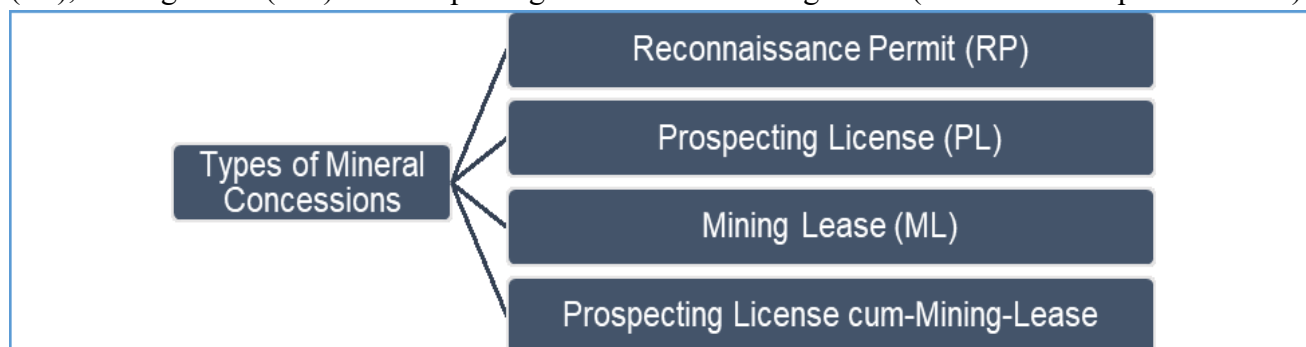 Types of Mineral
Concessions
Reconnaissance Permit (RP)
Prospecting License (PL)
Mining Lease (ML)
Prospecting License cum-Mining-Lease